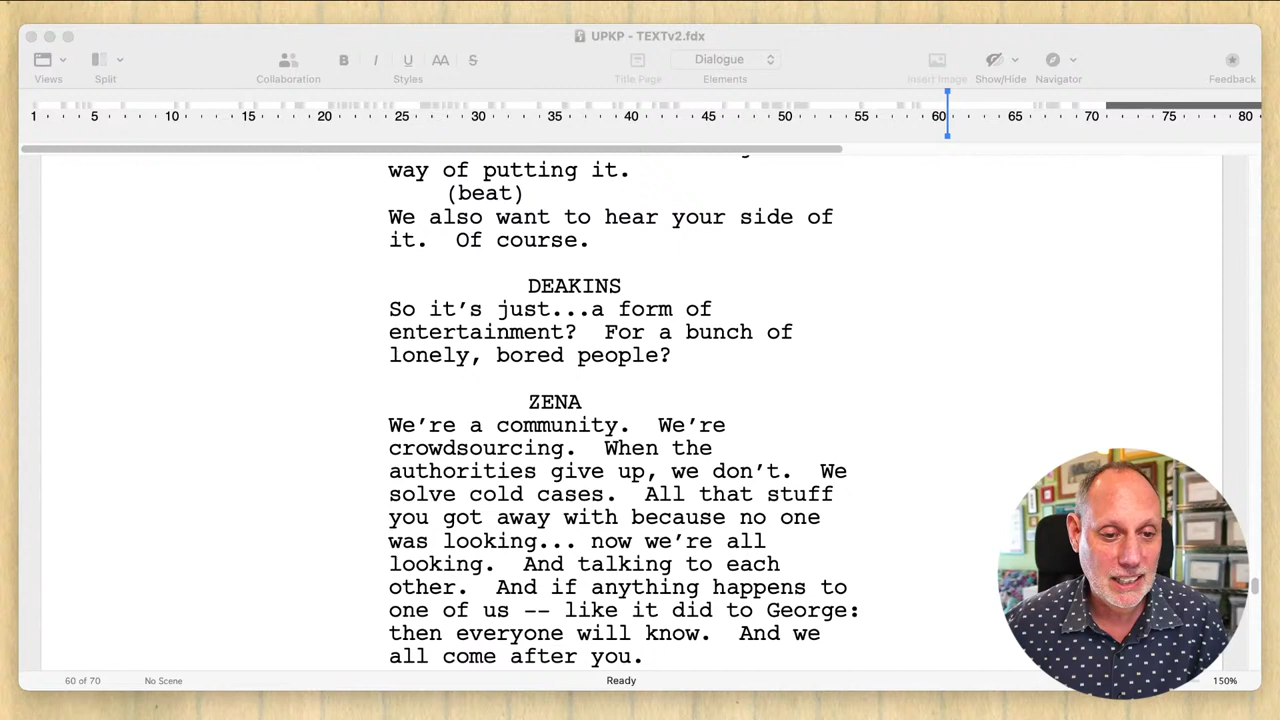 UPKP - TEXTv2.fdx
Views
Split
Collaboration
B I U AA S
Styles
Title Page
Dialogue
Elements
Insert Image
Show/Hide
Navigator
Feedback
1 5 10 15 20 25 30 35 40 45 50 55 60 65 70 75 80
way of putting it.
(beat)
We also want to hear your side of
it. Of course.
DEAKINS
So it’s just...a form of
entertainment? For a bunch of
lonely, bored people?
ZENA
We’re a community. We’re
crowdsourcing. When the
authorities give up, we don’t. We
solve cold cases. All that stuff
you got away with because no one
was looking... now we’re all
looking. And talking to each
other. And if anything happens to
one of us -- like it did to George:
then everyone will know. And we
all come after you.
60 of 70
No Scene
Ready
150%